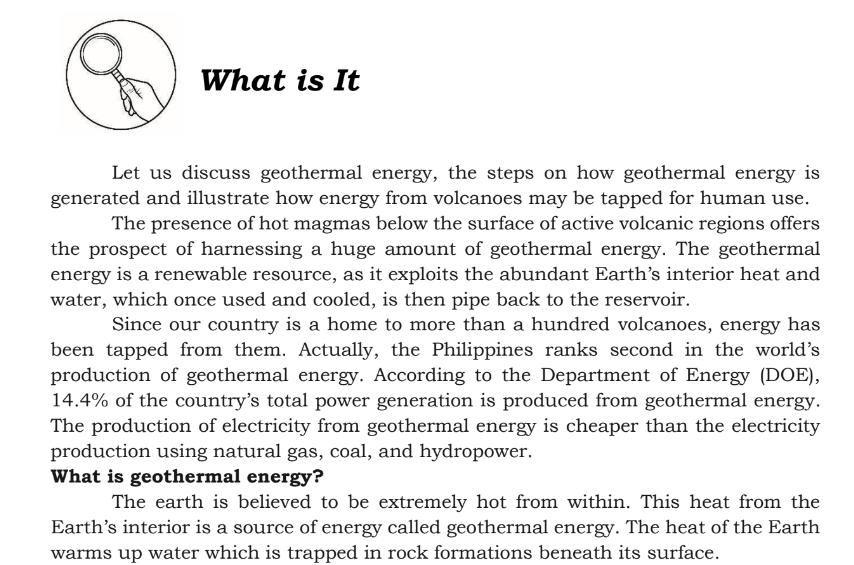 What is It
Let us discuss geothermal energy, the steps on how geothermal energy is
generated and illustrate how energy from volcanoes may be tapped for human use.
The presence of hot magmas below the surface of active volcanic regions offers
the prospect of harnessing a huge amount of geothermal energy. The geothermal
energy is a renewable resource, as it exploits the abundant Earth's interior heat and
water, which once used and cooled, is then pipe back to the reservoir.
Since our country is a home to more than a hundred volcanoes, energy has
been tapped from them. Actually, the Philippines ranks second in the world's
production of geothermal energy. According to the Department of Energy (DOE),
14.4% of the country's total power generation is produced from geothermal energy.
The production of electricity from geothermal energy is cheaper than the electricity
production using natural gas, coal, and hydropower.
What is geothermal energy?
The earth is believed to be extremely hot from within. This heat from the
Earth's interior is a source of energy called geothermal energy. The heat of the Earth
warms up water which is trapped in rock formations beneath its surface.